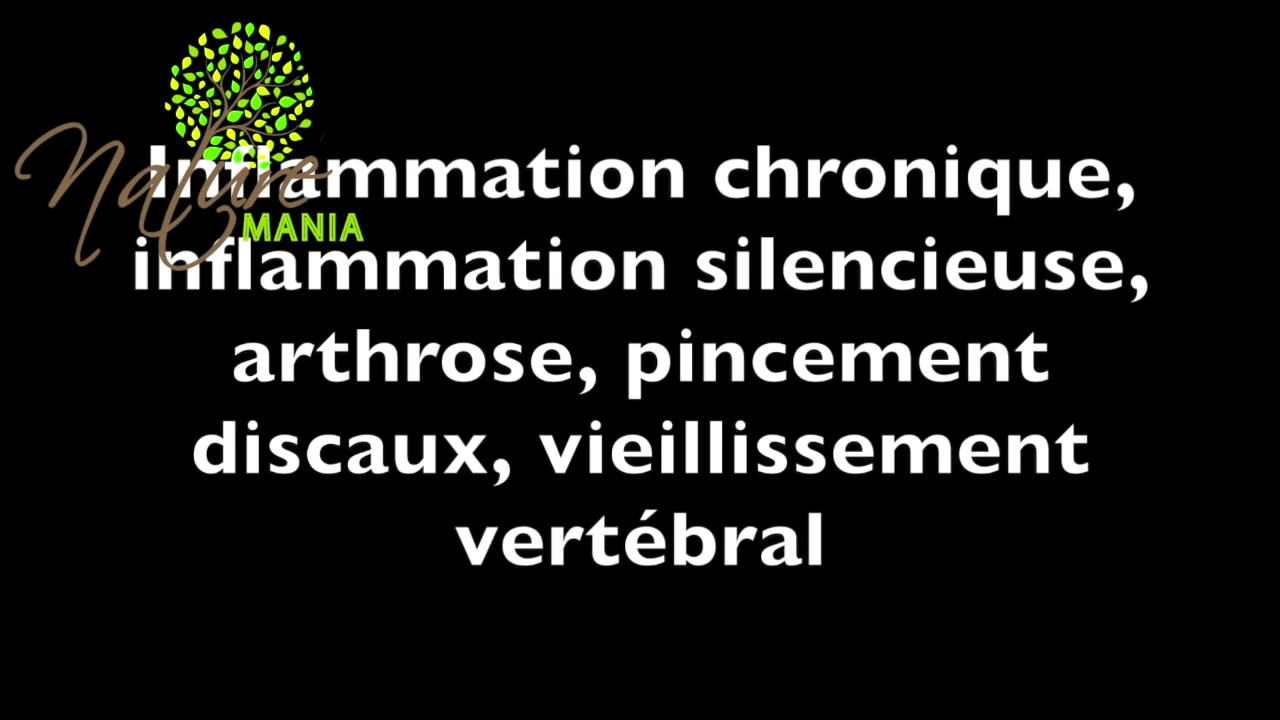 Nature
MANIA
Inflammation chronique,
inflammation silencieuse,
arthrose, pincement
discaux, vieillissement
vertébral